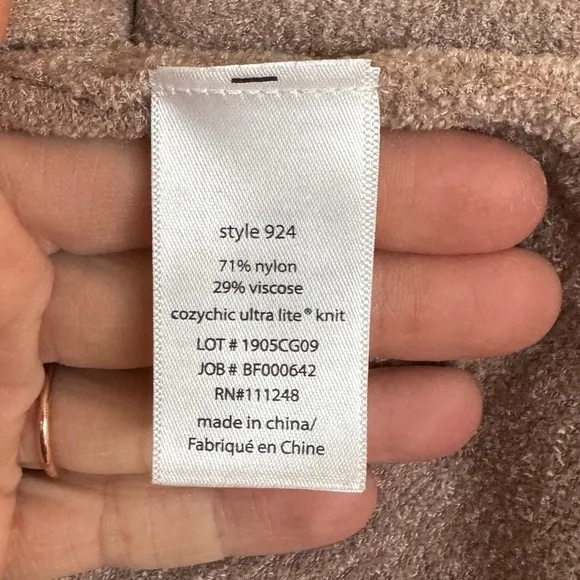 style 924
71% nylon
29% viscose
cozychic ultra lite® knit
LOT # 1905CG09
JOB # BF000642
RN#111248
made in china/
Fabriqué en Chine